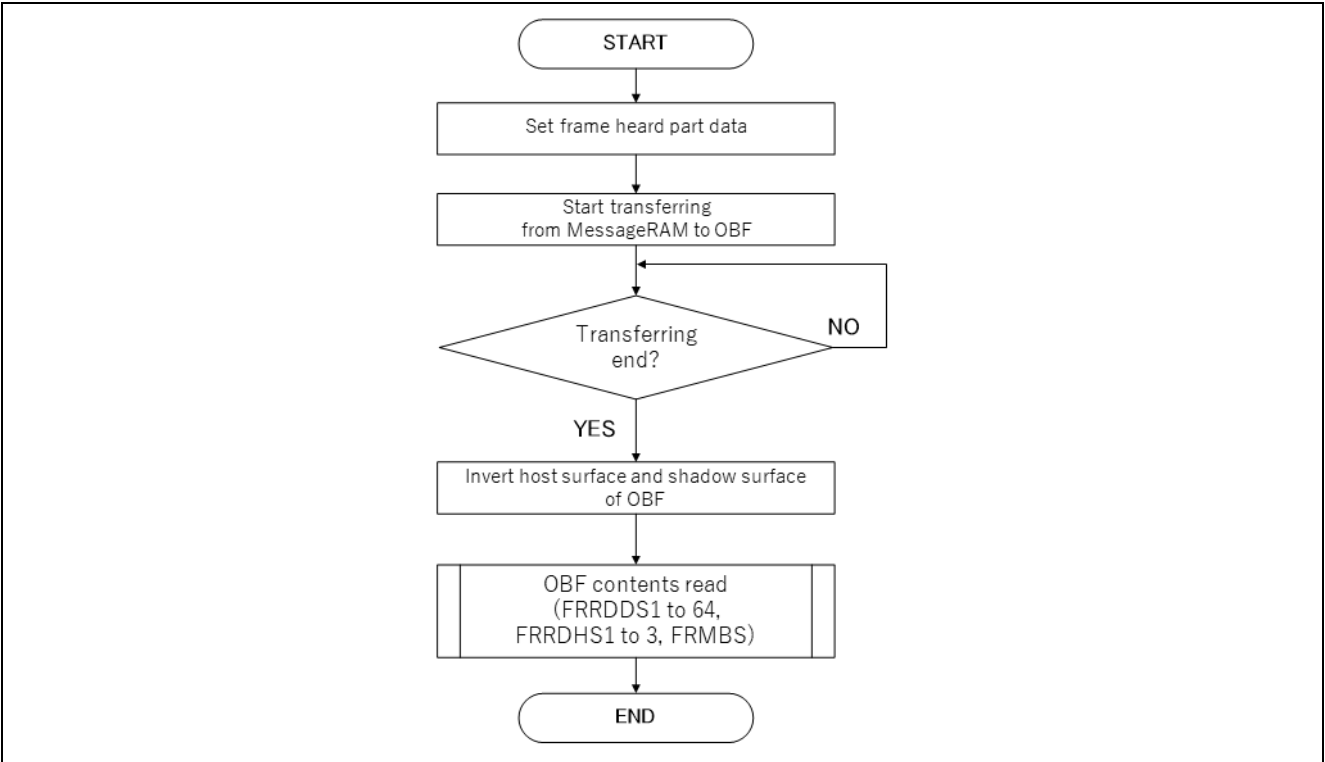 START
Set frame heard part data
Start transferring
from MessageRAM to OBF
Transferring
end?
NO
YES
Invert host surface and shadow surface
of OBF
OBF contents read
(FRRDDS1 to 64,
FRRDHS1 to 3, FRMBS)
END